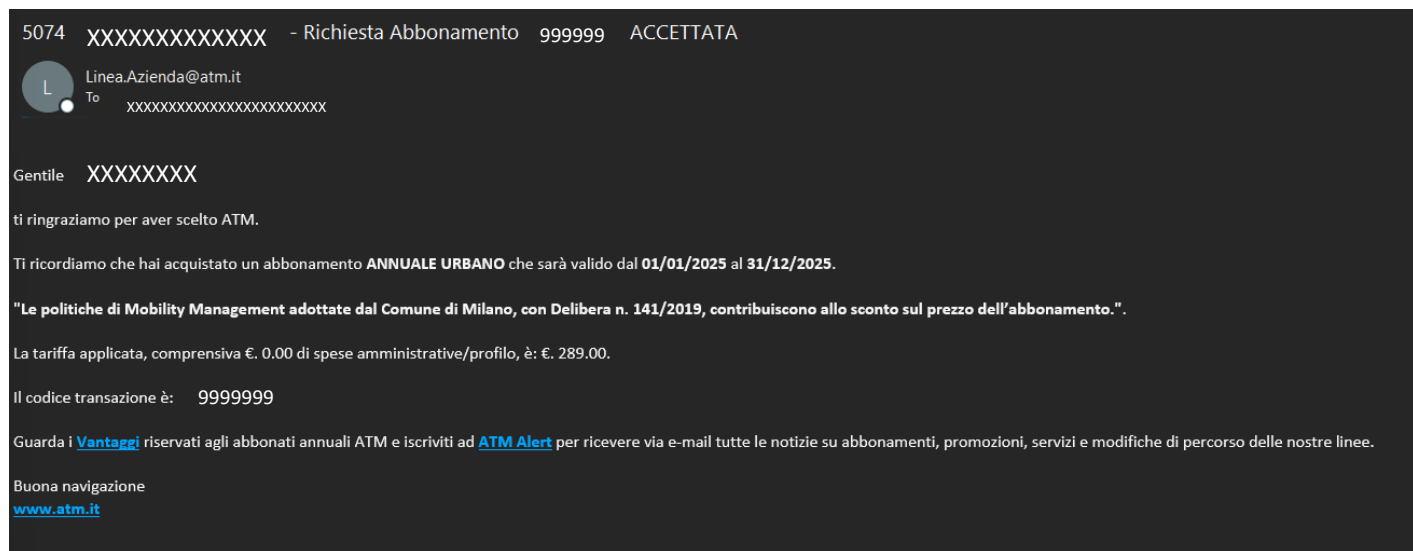 5074 XXXXXXXXXXXXX - Richiesta Abbonamento 999999 ACCETTATA
L
Linea.Azienda@atm.it
To XXXXXXXXXXXXXXXXXXXXXXXX
Gentile XXXXXXXX
ti ringraziamo per aver scelto ATM.
Ti ricordiamo che hai acquistato un abbonamento ANNUALE URBANO che sarà valido dal 01/01/2025 al 31/12/2025.
"Le politiche di Mobility Management adottate dal Comune di Milano, con Delibera n. 141/2019, contribuiscono allo sconto sul prezzo dell’abbonamento.".
La tariffa applicata, comprensiva €. 0.00 di spese amministrative/profilo, è: €. 289.00.
Il codice transazione è: 9999999
Guarda i Vantaggi riservati agli abbonati annuali ATM e iscriviti ad ATM Alert per ricevere via e-mail tutte le notizie su abbonamenti, promozioni, servizi e modifiche di percorso delle nostre linee.
Buona navigazione
www.atm.it